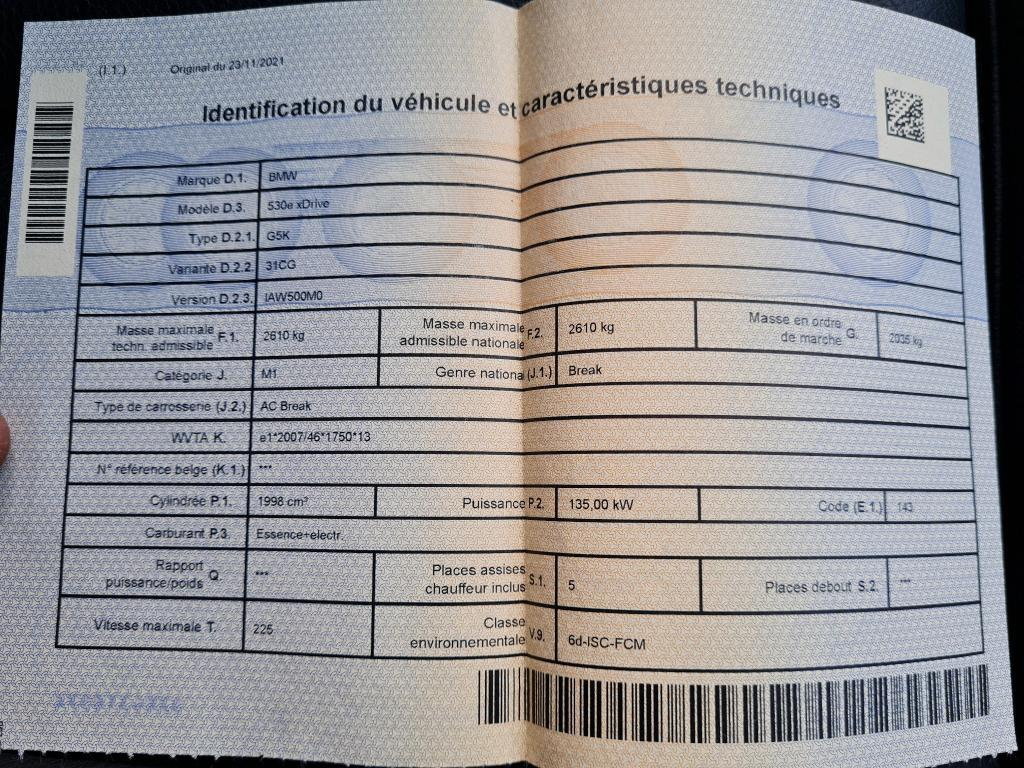 (I.1.) Original du 23/11/2021
Identification du véhicule et caractéristiques techniques
Marque D.1. BMW
Modèle D.3. 530e xDrive
Type D.2.1. G5K
Variante D.2.2. 31CG
Version D.2.3. IAW500M0
Masse maximale techn. admissible F.1. 2610 kg Masse maximale admissible nationale F.2. 2610 kg Masse en ordre de marche G. 2035 kg
Catégorie J. M1 Genre national (J.1.) Break
Type de carrosserie (J.2.) AC Break
WVTA K. e1*2007/46*1750*13
N° référence belge (K.1.) ***
Cylindrée P.1. 1998 cm³ Puissance P.2. 135,00 kW Code (E.1.) 143
Carburant P.3. Essence+electr.
Rapport puissance/poids Q. *** Places assises chauffeur inclus S.1. 5 Places debout S.2. ***
Vitesse maximale T. 225 Classe environnementale V.9. 6d-ISC-FCM